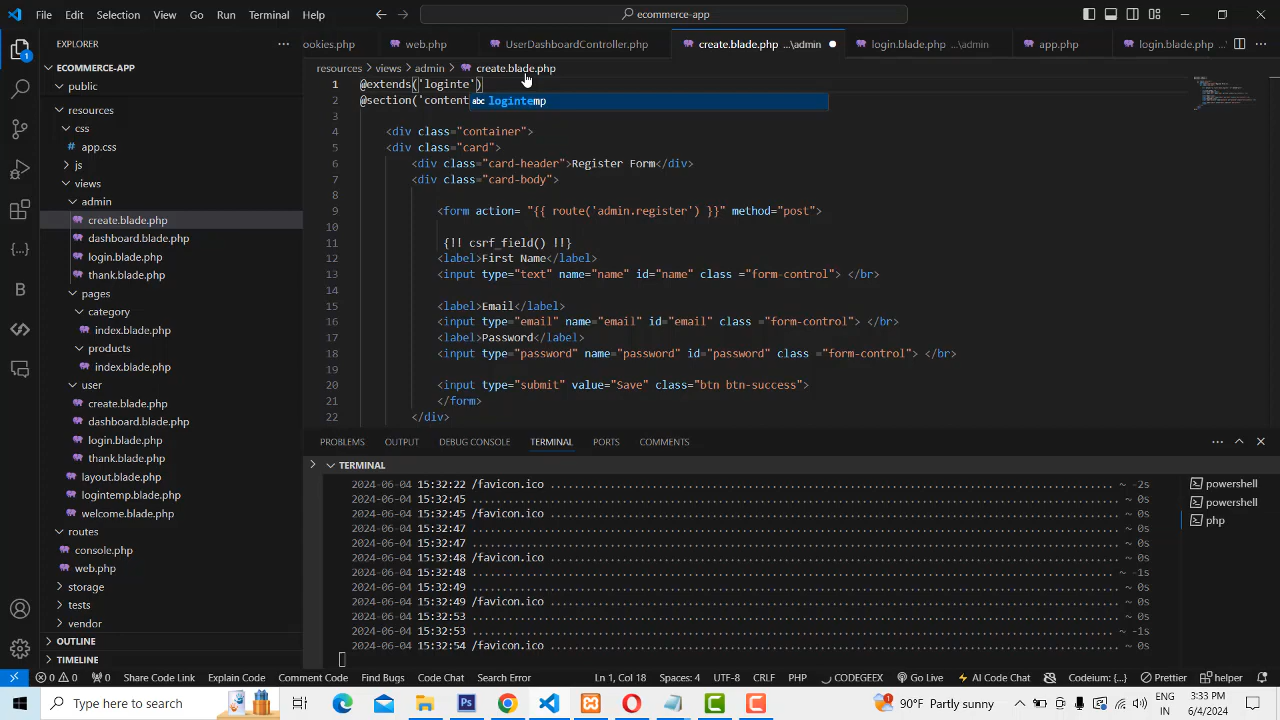 File Edit Selection View Go Run Terminal Help ecommerce-app
EXPLORER
ookies.php web.php UserDashboardController.php create.blade.php ...\admin login.blade.php ...\admin app.php login.blade.php ...\
ECOMMERCE-APP
public
resources
css
app.css
js
views
admin
create.blade.php
dashboard.blade.php
login.blade.php
thank.blade.php
pages
category
index.blade.php
products
index.blade.php
user
create.blade.php
dashboard.blade.php
login.blade.php
thank.blade.php
layout.blade.php
logintemp.blade.php
welcome.blade.php
routes
console.php
web.php
storage
tests
vendor
OUTLINE
TIMELINE
resources > views > admin > create.blade.php
1 @extends('loginte')
abc logintemp
2 @section('content
3
4 <div class="container">
5 <div class="card">
6 <div class="card-header">Register Form</div>
7 <div class="card-body">
8
9 <form action= "{{ route('admin.register') }}" method="post">
10
11 {!! csrf_field() !!}
12 <label>First Name</label>
13 <input type="text" name="name" id="name" class ="form-control"> </br>
14
15 <label>Email</label>
16 <input type="email" name="email" id="email" class ="form-control"> </br>
17 <label>Password</label>
18 <input type="password" name="password" id="password" class ="form-control"> </br>
19
20 <input type="submit" value="Save" class="btn btn-success">
21 </form>
22 </div>
PROBLEMS OUTPUT DEBUG CONSOLE TERMINAL PORTS COMMENTS
TERMINAL
2024-06-04 15:32:22 /favicon.ico ........ ~ -2s
2024-06-04 15:32:45 ........ ~ 0s
2024-06-04 15:32:45 /favicon.ico ........ ~ 0s
2024-06-04 15:32:47 ........ ~ 0s
2024-06-04 15:32:47 ........ ~ 0s
2024-06-04 15:32:48 /favicon.ico ........ ~ 0s
2024-06-04 15:32:48 ........ ~ -1s
2024-06-04 15:32:49 ........ ~ 0s
2024-06-04 15:32:49 /favicon.ico ........ ~ 0s
2024-06-04 15:32:53 ........ ~ 0s
2024-06-04 15:32:53 ........ ~ -1s
2024-06-04 15:32:54 /favicon.ico ........ ~ 0s
powershell
powershell
php
0 0 0 Share Code Link Explain Code Comment Code Find Bugs Code Chat Search Error Ln 1, Col 18 Spaces: 4 UTF-8 CRLF PHP CODEGEEX Go Live AI Code Chat Codeium: {...} helper Prettier
Type here to search 90°F Partly sunny ENG IN 3:33 PM 6/4/2024